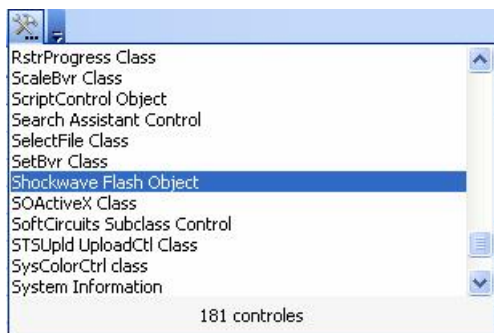 RstrProgress Class
ScaleBvr Class
ScriptControl Object
Search Assistant Control
SelectFile Class
SetBvr Class
Shockwave Flash Object
SOActiveX Class
SoftCircuits Subclass Control
STSUpld UploadCtl Class
SysColorCtrl class
System Information
181 controles